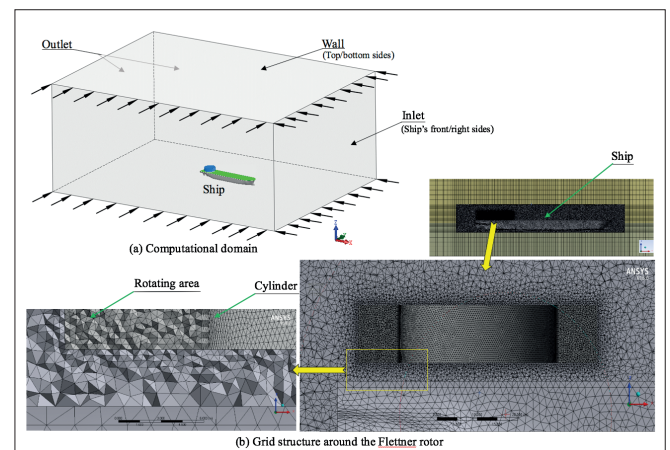 Outlet
Wall
(Top/bottom sides)
Inlet
(Ship's front/right sides)
Ship
(a) Computational domain
Ship
Rotating area
Cylinder
ANSYS
ANSYS
(b) Grid structure around the Flettner rotor